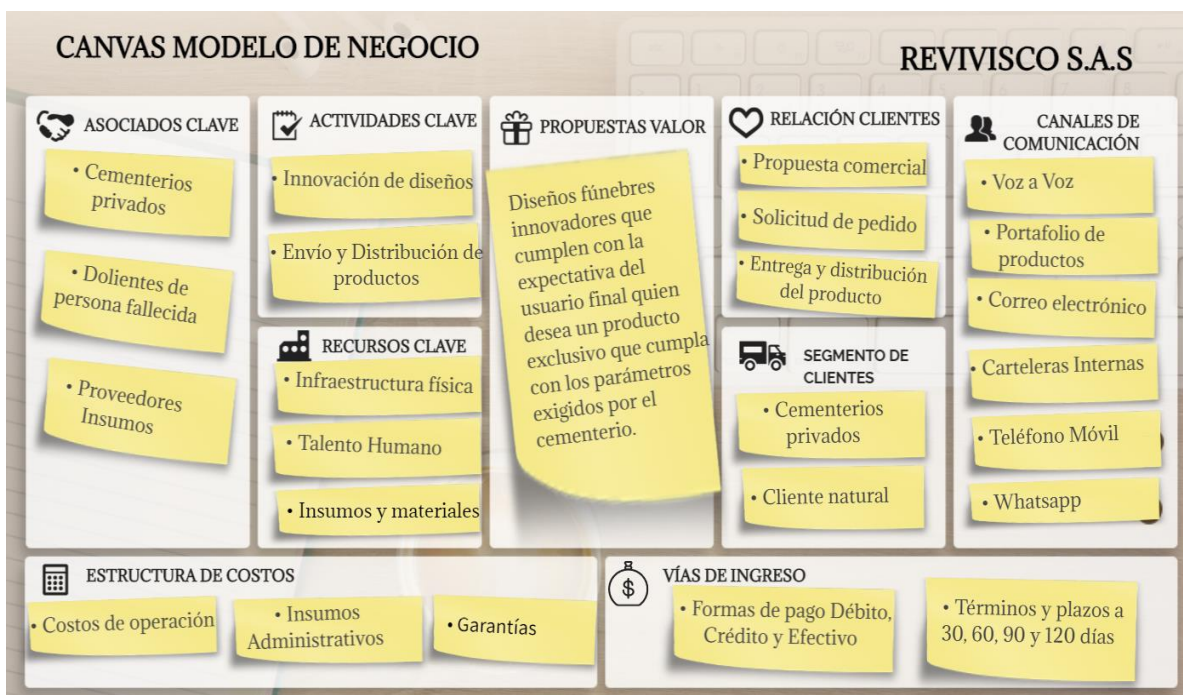 CANVAS MODELO DE NEGOCIO
REVIVISCO S.A.S
ASOCIADOS CLAVE
• Cementerios
privados
• Dolientes de
persona fallecida
• Proveedores
Insumos
ACTIVIDADES CLAVE
• Innovación de diseños
• Envío y Distribución de
productos
RECURSOS CLAVE
• Infraestructura física
• Talento Humano
• Insumos y materiales
PROPUESTAS VALOR
Diseños fúnebres
innovadores que
cumplen con la
expectativa del
usuario final quien
desea un producto
exclusivo que cumpla
con los parámetros
exigidos por el
cementerio.
RELACIÓN CLIENTES
• Propuesta comercial
• Solicitud de pedido
• Entrega y distribución
del producto
SEGMENTO DE
CLIENTES
• Cementerios
privados
• Cliente natural
CANALES DE
COMUNICACIÓN
• Voz a Voz
• Portafolio de
productos
• Correo electrónico
• Carteleras Internas
• Teléfono Móvil
• Whatsapp
ESTRUCTURA DE COSTOS
• Costos de operación
• Insumos
Administrativos
• Garantías
$
VÍAS DE INGRESO
• Formas de pago Débito,
Crédito y Efectivo
• Términos y plazos a
30, 60, 90 y 120 días